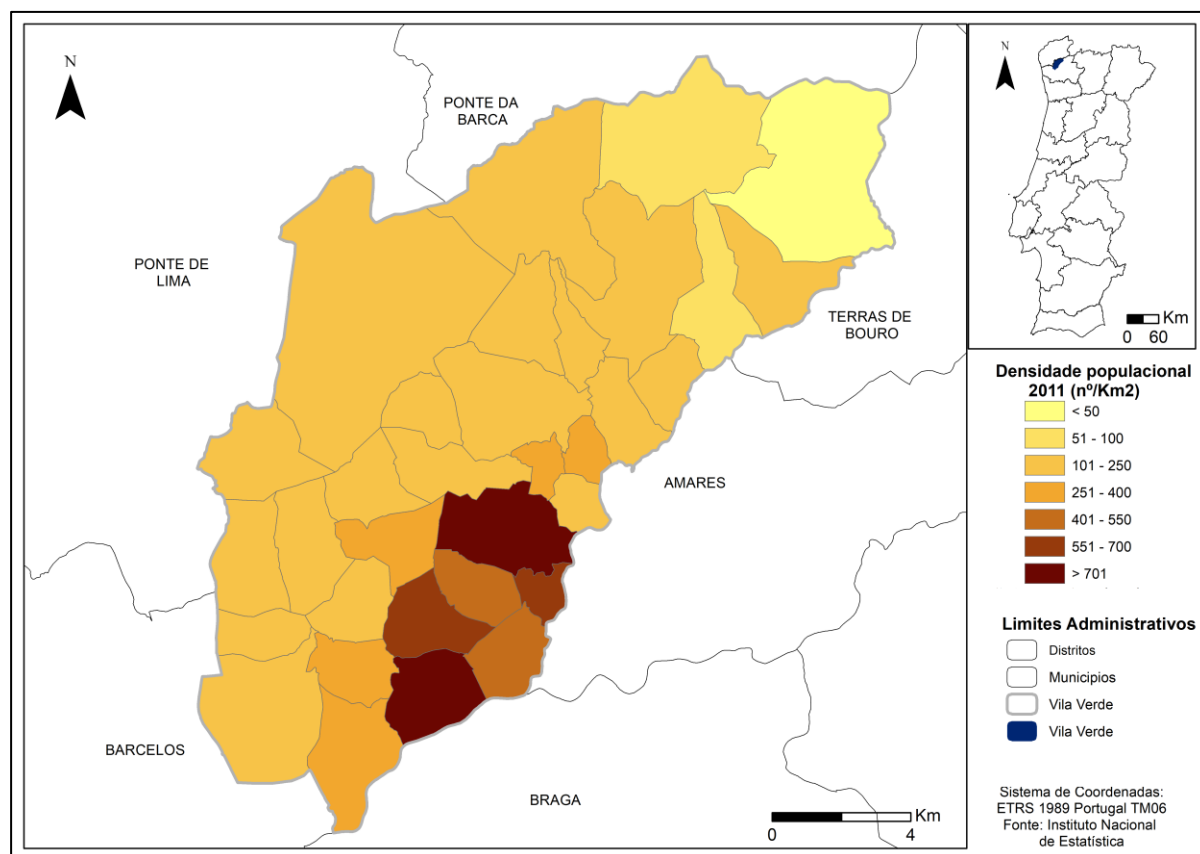 N
PONTE DA
BARCA
PONTE DE
LIMA
TERRAS DE
BOURO
AMARES
BARCELOS
BRAGA
Km
0 4
N
Km
0 60
Densidade populacional
2011 (nº/Km2)
< 50
51 - 100
101 - 250
251 - 400
401 - 550
551 - 700
> 701
Limites Administrativos
Distritos
Municipios
Vila Verde
Vila Verde
Sistema de Coordenadas:
ETRS 1989 Portugal TM06
Fonte: Instituto Nacional
de Estatística